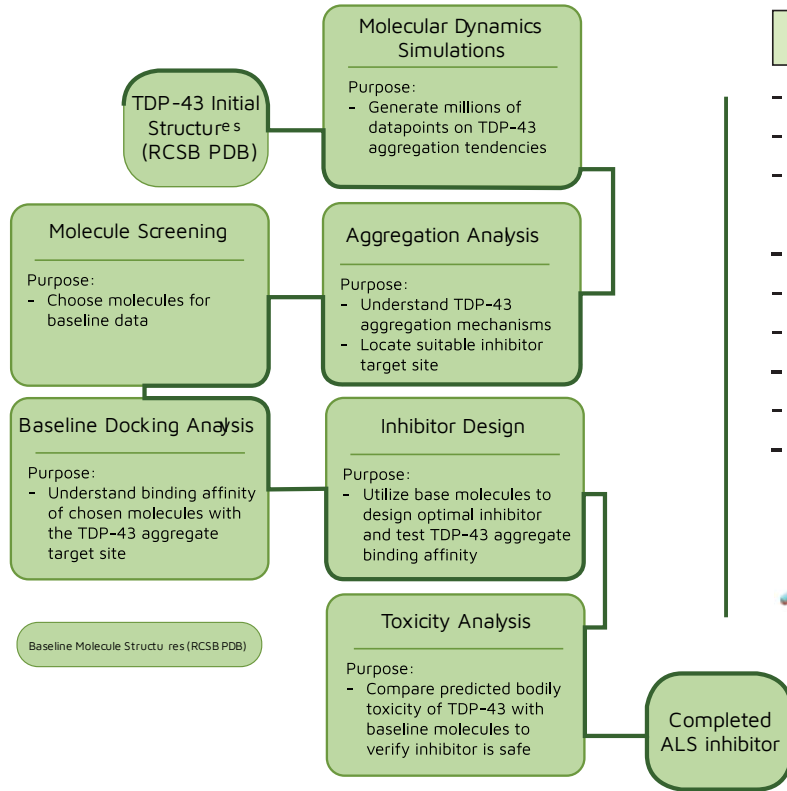 TDP-43 Initial
Structures
(RCSB PDB)
Molecular Dynamics
Simulations
Purpose:
- Generate millions of
datapoints on TDP-43
aggregation tendencies
Molecule Screening
Purpose:
- Choose molecules for
baseline data
Aggregation Analysis
Purpose:
- Understand TDP-43
aggregation mechanisms
- Locate suitable inhibitor
target site
Baseline Docking Analysis
Purpose:
- Understand binding affinity
of chosen molecules with
the TDP-43 aggregate
target site
Inhibitor Design
Purpose:
- Utilize base molecules to
design optimal inhibitor
and test TDP-43 aggregate
binding affinity
Baseline Molecule Structures (RCSB PDB)
Toxicity Analysis
Purpose:
- Compare predicted bodily
toxicity of TDP-43 with
baseline molecules to
verify inhibitor is safe
Completed
ALS inhibitor